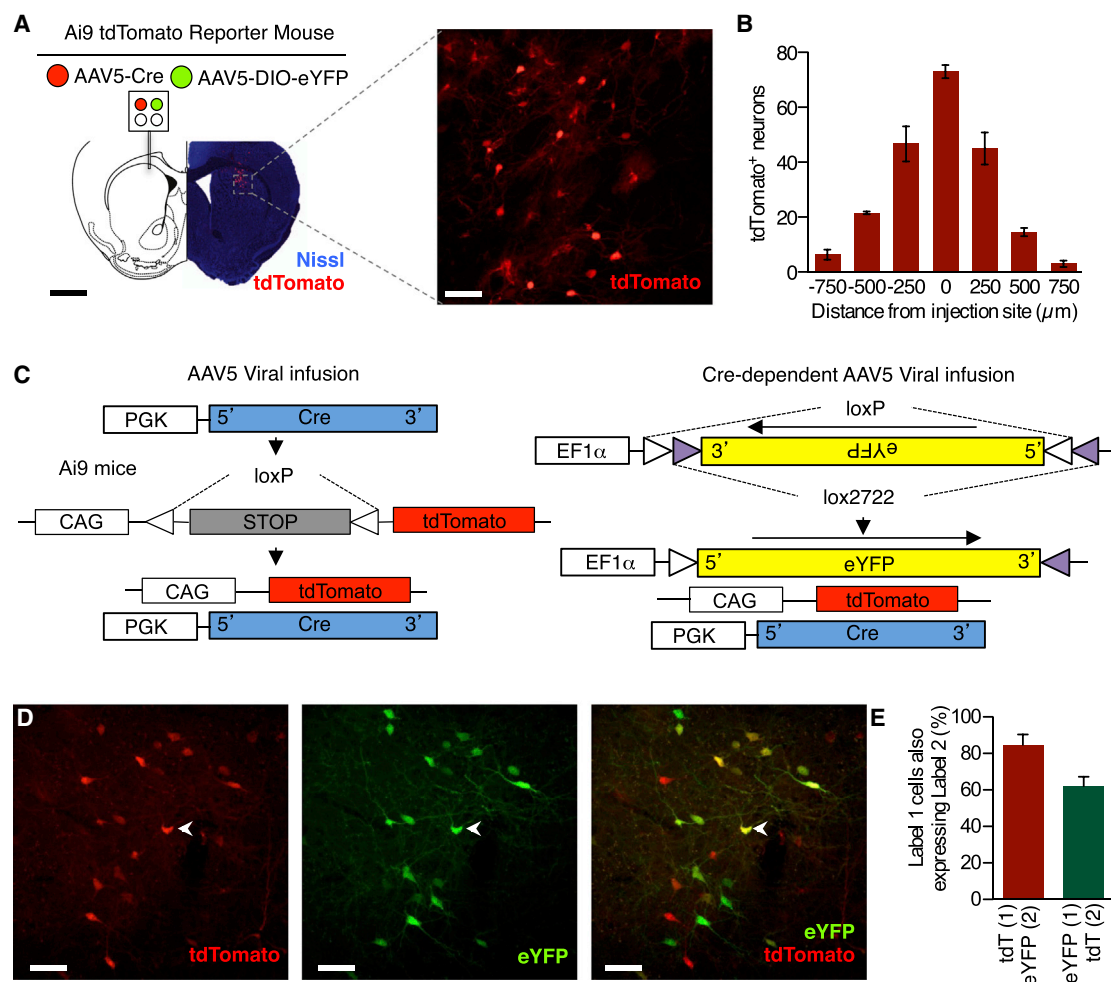 A
Ai9 tdTomato Reporter Mouse
AAV5-Cre AAV5-DIO-eYFP
Nissl
tdTomato
tdTomato
B
tdTomato+ neurons
80
60
40
20
0
-750 -500 -250 0 250 500 750
Distance from injection site (µm)
C
AAV5 Viral infusion
PGK 5’ Cre 3’
Ai9 mice
loxP
CAG STOP tdTomato
CAG tdTomato
PGK 5’ Cre 3’
Cre-dependent AAV5 Viral infusion
loxP
EF1α 3’ eYFP 5’
lox2722
EF1α 5’ eYFP 3’
CAG tdTomato
PGK 5’ Cre 3’
D
tdTomato
eYFP
eYFP
tdTomato
E
Label 1 cells also
expressing Label 2 (%)
100
80
60
40
20
0
tdT (1)
eYFP (2)
eYFP (1)
tdT (2)